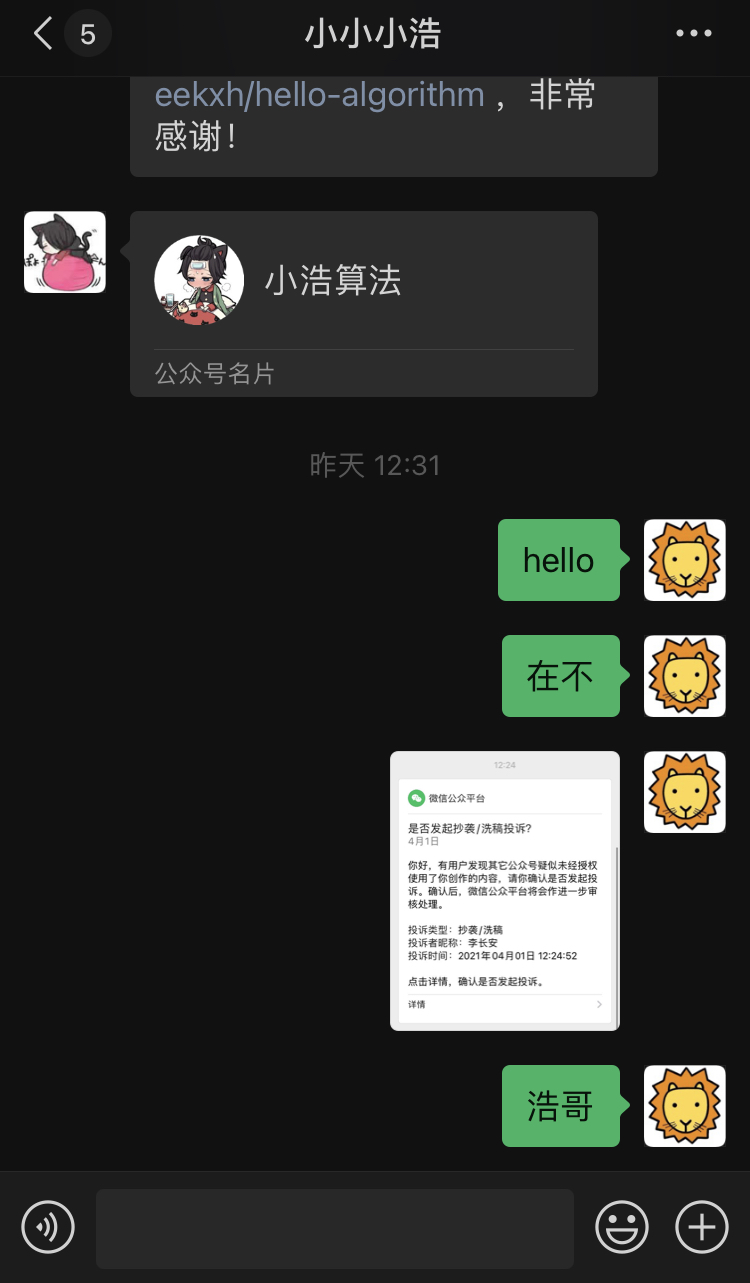 5
小小小浩
eekxh/hello-algorithm ，非常
感谢！
小浩算法
公众号名片
昨天 12:31
hello
在不
12:24
微信公众平台
是否发起抄袭/洗稿投诉?
4月1日
你好，有用户发现其它公众号疑似未经授权
使用了你创作的内容，请你确认是否发起投
诉。确认后，微信公众平台将会作进一步审
核处理。
投诉类型：抄袭/洗稿
投诉者昵称：李长安
投诉时间：2021年04月01日 12:24:52
点击详情，确认是否发起投诉。
详情
浩哥